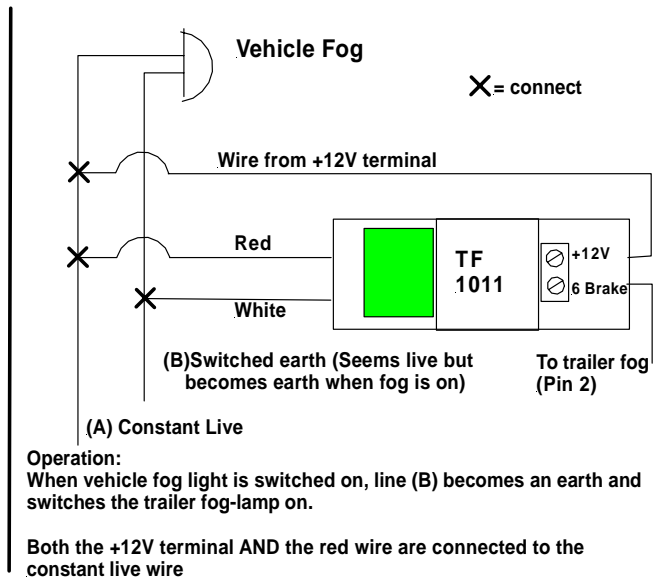 Vehicle Fog
X = connect
Wire from +12V terminal
Red
White
TF
1011
+12V
6 Brake
(B)Switched earth (Seems live but
becomes earth when fog is on)
To trailer fog
(Pin 2)
(A) Constant Live
Operation:
When vehicle fog light is switched on, line (B) becomes an earth and
switches the trailer fog-lamp on.
Both the +12V terminal AND the red wire are connected to the
constant live wire